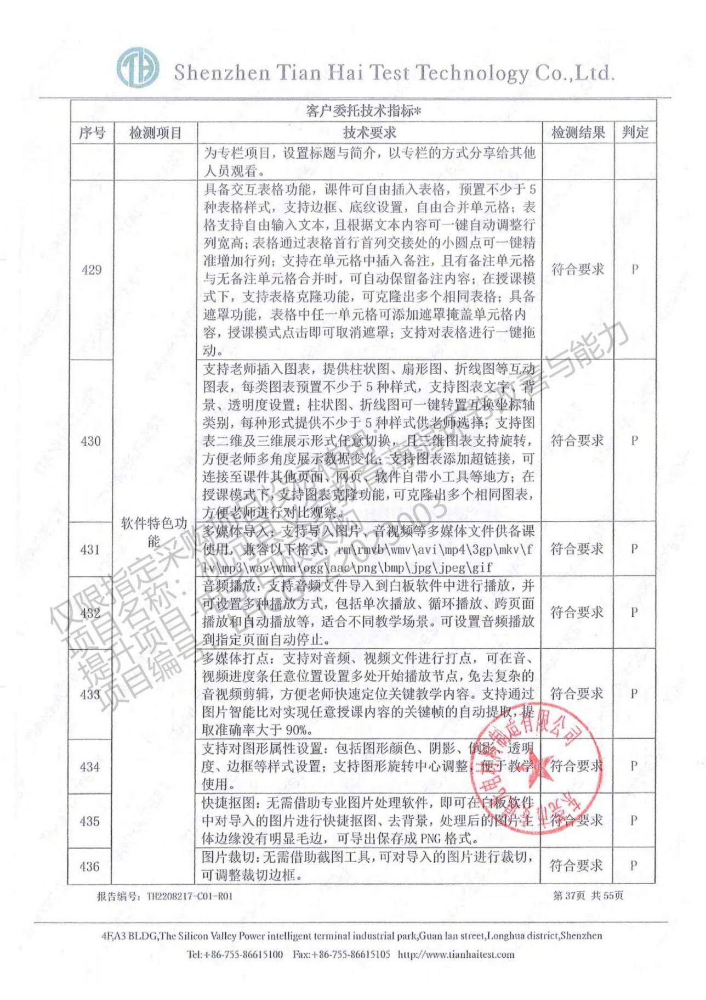 TH
Shenzhen Tian Hai Test Technology Co.,Ltd.
客户委托技术指标*
序号 检测项目 技术要求 检测结果 判定
为专栏项目，设置标题与简介，以专栏的方式分享给其他
人员观看。
429
具备交互表格功能，课件可自由插入表格，预置不少于 5
种表格样式，支持边框、底纹设置，自由合并单元格；表
格支持自由输入文本，且根据文本内容可一键自动调整行
列宽高；表格通过表格首行首列交接处的小圆点可一键精
准增加行列；支持在单元格中插入备注，且有备注单元格
与无备注单元格合并时，可自动保留备注内容；在授课模
式下，支持表格克隆功能，可克隆出多个相同表格；具备
遮罩功能，表格中任一单元格可添加遮罩掩盖单元格内
容，授课模式点击即可取消遮罩；支持对表格进行一键拖
动。
符合要求 P
430
支持老师插入图表，提供柱状图、扇形图、折线图等互动
图表，每类图表预置不少于 5 种样式，支持图表文字、背
景、透明度设置；柱状图、折线图可一键转置互换坐标轴
类别，每种形式提供不少于 5 种样式供老师选择；支持图
表二维及三维展示形式任意切换，且三维图表支持旋转，
方便老师多角度展示数据变化；支持图表添加超链接，可
连接至课件其他页面、网页、软件自带小工具等地方；在
授课模式下，支持图表克隆功能，可克隆出多个相同图表，
方便老师进行对比观察。
符合要求 P
软件特色功
能
431
多媒体导入：支持导入图片、音视频等多媒体文件供备课
使用，兼容以下格式：rm\rmvb\wmv\avi\mp4\3gp\mkv\f
lv\mp3\wav\wma\ogg\aac\png\bmp\jpg\jpeg\gif
符合要求 P
432
音频播放：支持音频文件导入到白板软件中进行播放，并
可设置多种播放方式，包括单次播放、循环播放、跨页面
播放和自动播放等，适合不同教学场景。可设置音频播放
到指定页面自动停止。
符合要求 P
433
多媒体打点：支持对音频、视频文件进行打点，可在音、
视频进度条任意位置设置多处开始播放节点，免去复杂的
音视频剪辑，方便老师快速定位关键教学内容。支持通过
图片智能比对实现任意授课内容的关键帧的自动提取，提
取准确率大于 90%。
符合要求 P
434
支持对图形属性设置：包括图形颜色、阴影、倒影、透明
度、边框等样式设置；支持图形旋转中心调整，便于教学
使用。
符合要求 P
435
快捷抠图：无需借助专业图片处理软件，即可在白板软件
中对导入的图片进行快捷抠图、去背景，处理后的图片主
体边缘没有明显毛边，可导出保存成 PNG 格式。
符合要求 P
436
图片裁切：无需借助截图工具，可对导入的图片进行裁切，
可调整裁切边框。
符合要求 P
报告编号：TH2208217-C01-R01 第 37页 共 55页
4F,A3 BLDG,The Silicon Valley Power intelligent terminal industrial park,Guan lan street,Longhua district,Shenzhen
Tel:+86-755-86615100 Fax:+86-755-86615105 http://www.tianhaitest.com